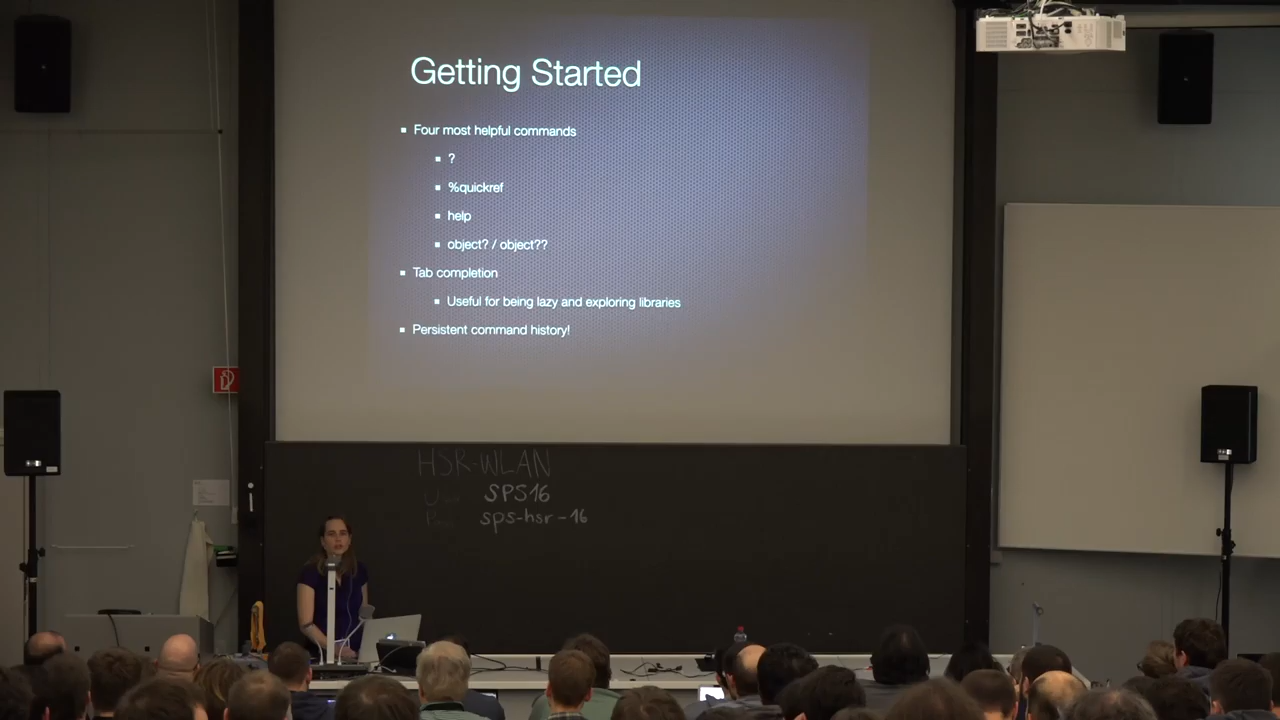 Getting Started
Four most helpful commands
?
%quickref
help
object? / object??
Tab completion
Useful for being lazy and exploring libraries
Persistent command history!
HSR-WLAN
SPS16
sps-hsr-16